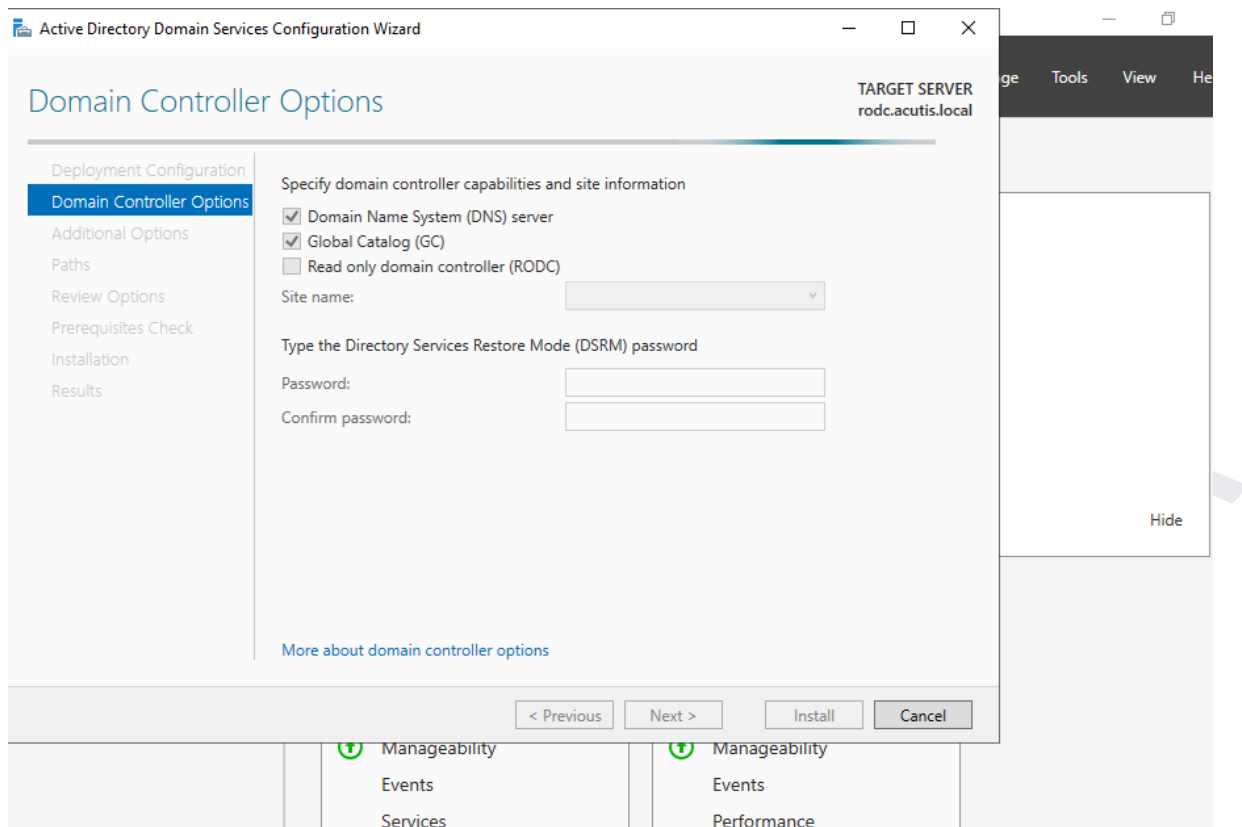 Active Directory Domain Services Configuration Wizard
Domain Controller Options
TARGET SERVER
rodc.acutis.local
Tools View
Deployment Configuration
Domain Controller Options
Additional Options
Paths
Review Options
Prerequisites Check
Installation
Results
Specify domain controller capabilities and site information
Domain Name System (DNS) server
Global Catalog (GC)
Read only domain controller (RODC)
Site name:
Type the Directory Services Restore Mode (DSRM) password
Password:
Confirm password:
Hide
More about domain controller options
< Previous Next > Install Cancel
Manageability Manageability
Events Events
Services Performance